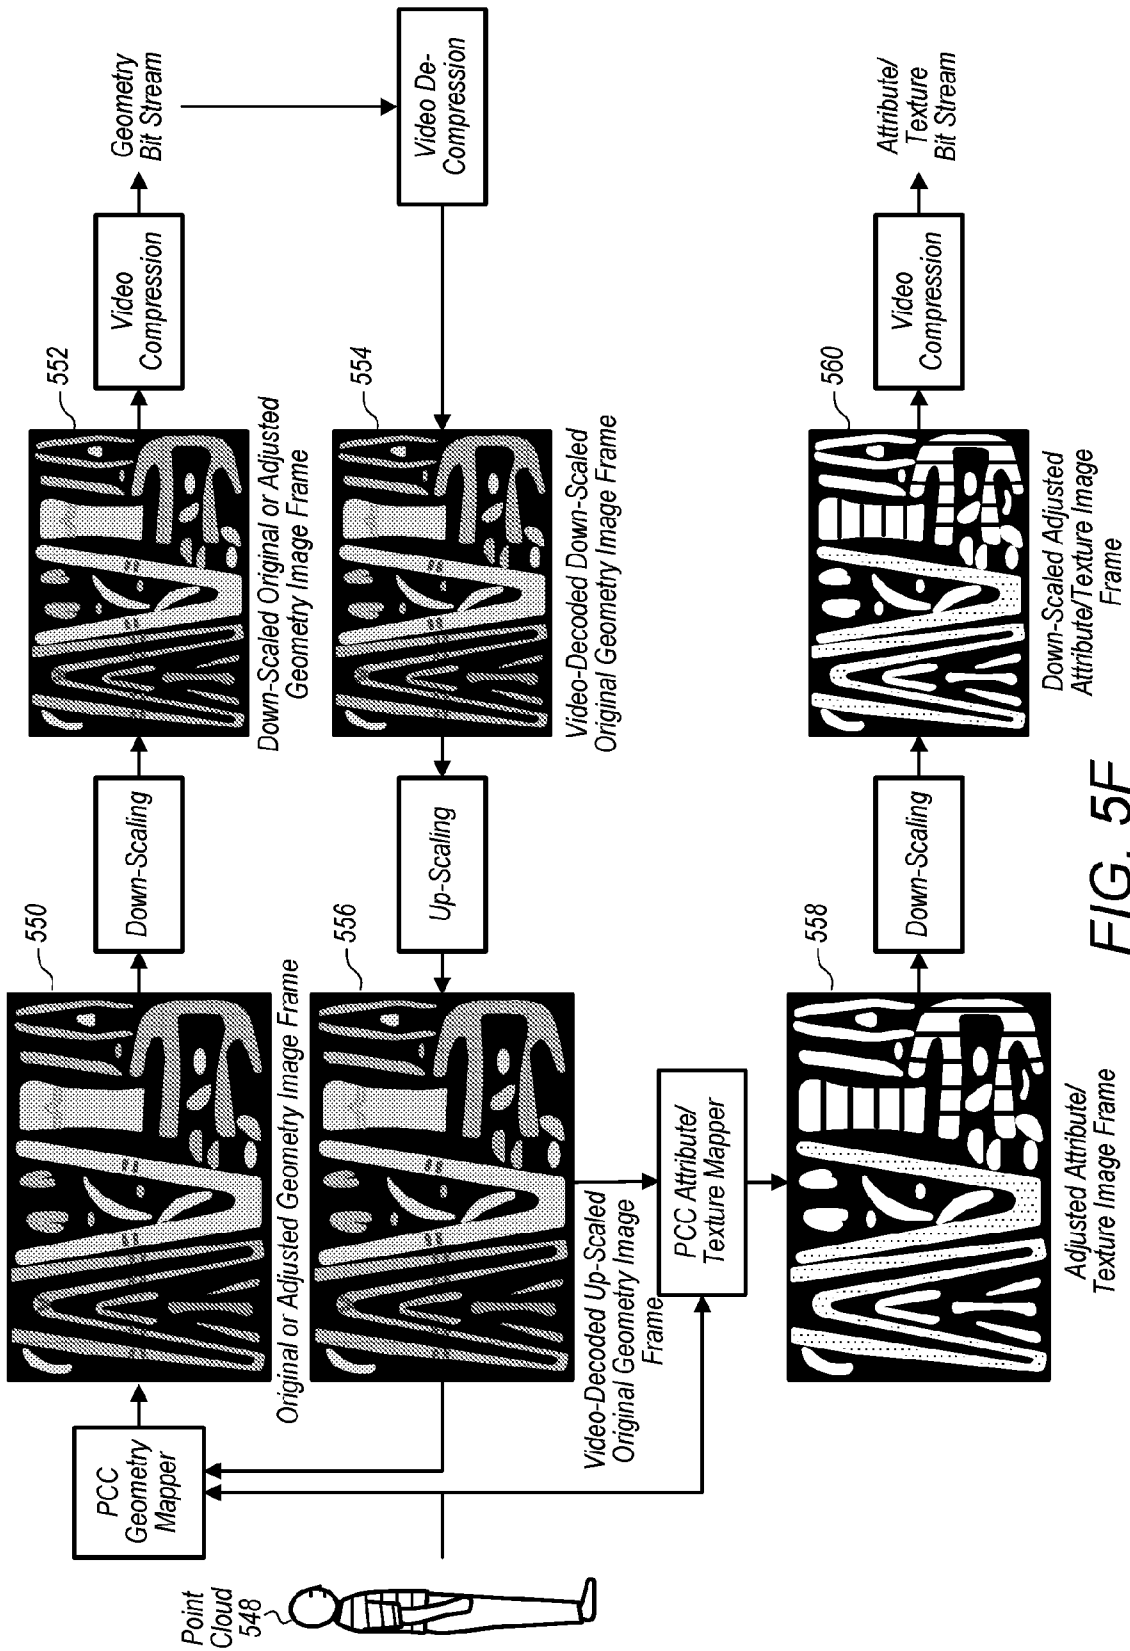 Point
Cloud
548
PCC
Geometry
Mapper
550
Original or Adjusted Geometry Image Frame
Down-Scaling
552
Down-Scaled Original or Adjusted
Geometry Image Frame
Video
Compression
Geometry
Bit Stream
Video De-
Compression
554
Video-Decoded Down-Scaled
Original Geometry Image Frame
Up-Scaling
556
Video-Decoded Up-Scaled
Original Geometry Image
Frame
PCC Attribute/
Texture Mapper
558
Adjusted Attribute/
Texture Image Frame
Down-Scaling
560
Down-Scaled Adjusted
Attribute/Texture Image
Frame
Video
Compression
Attribute/
Texture
Bit Stream
FIG. 5F